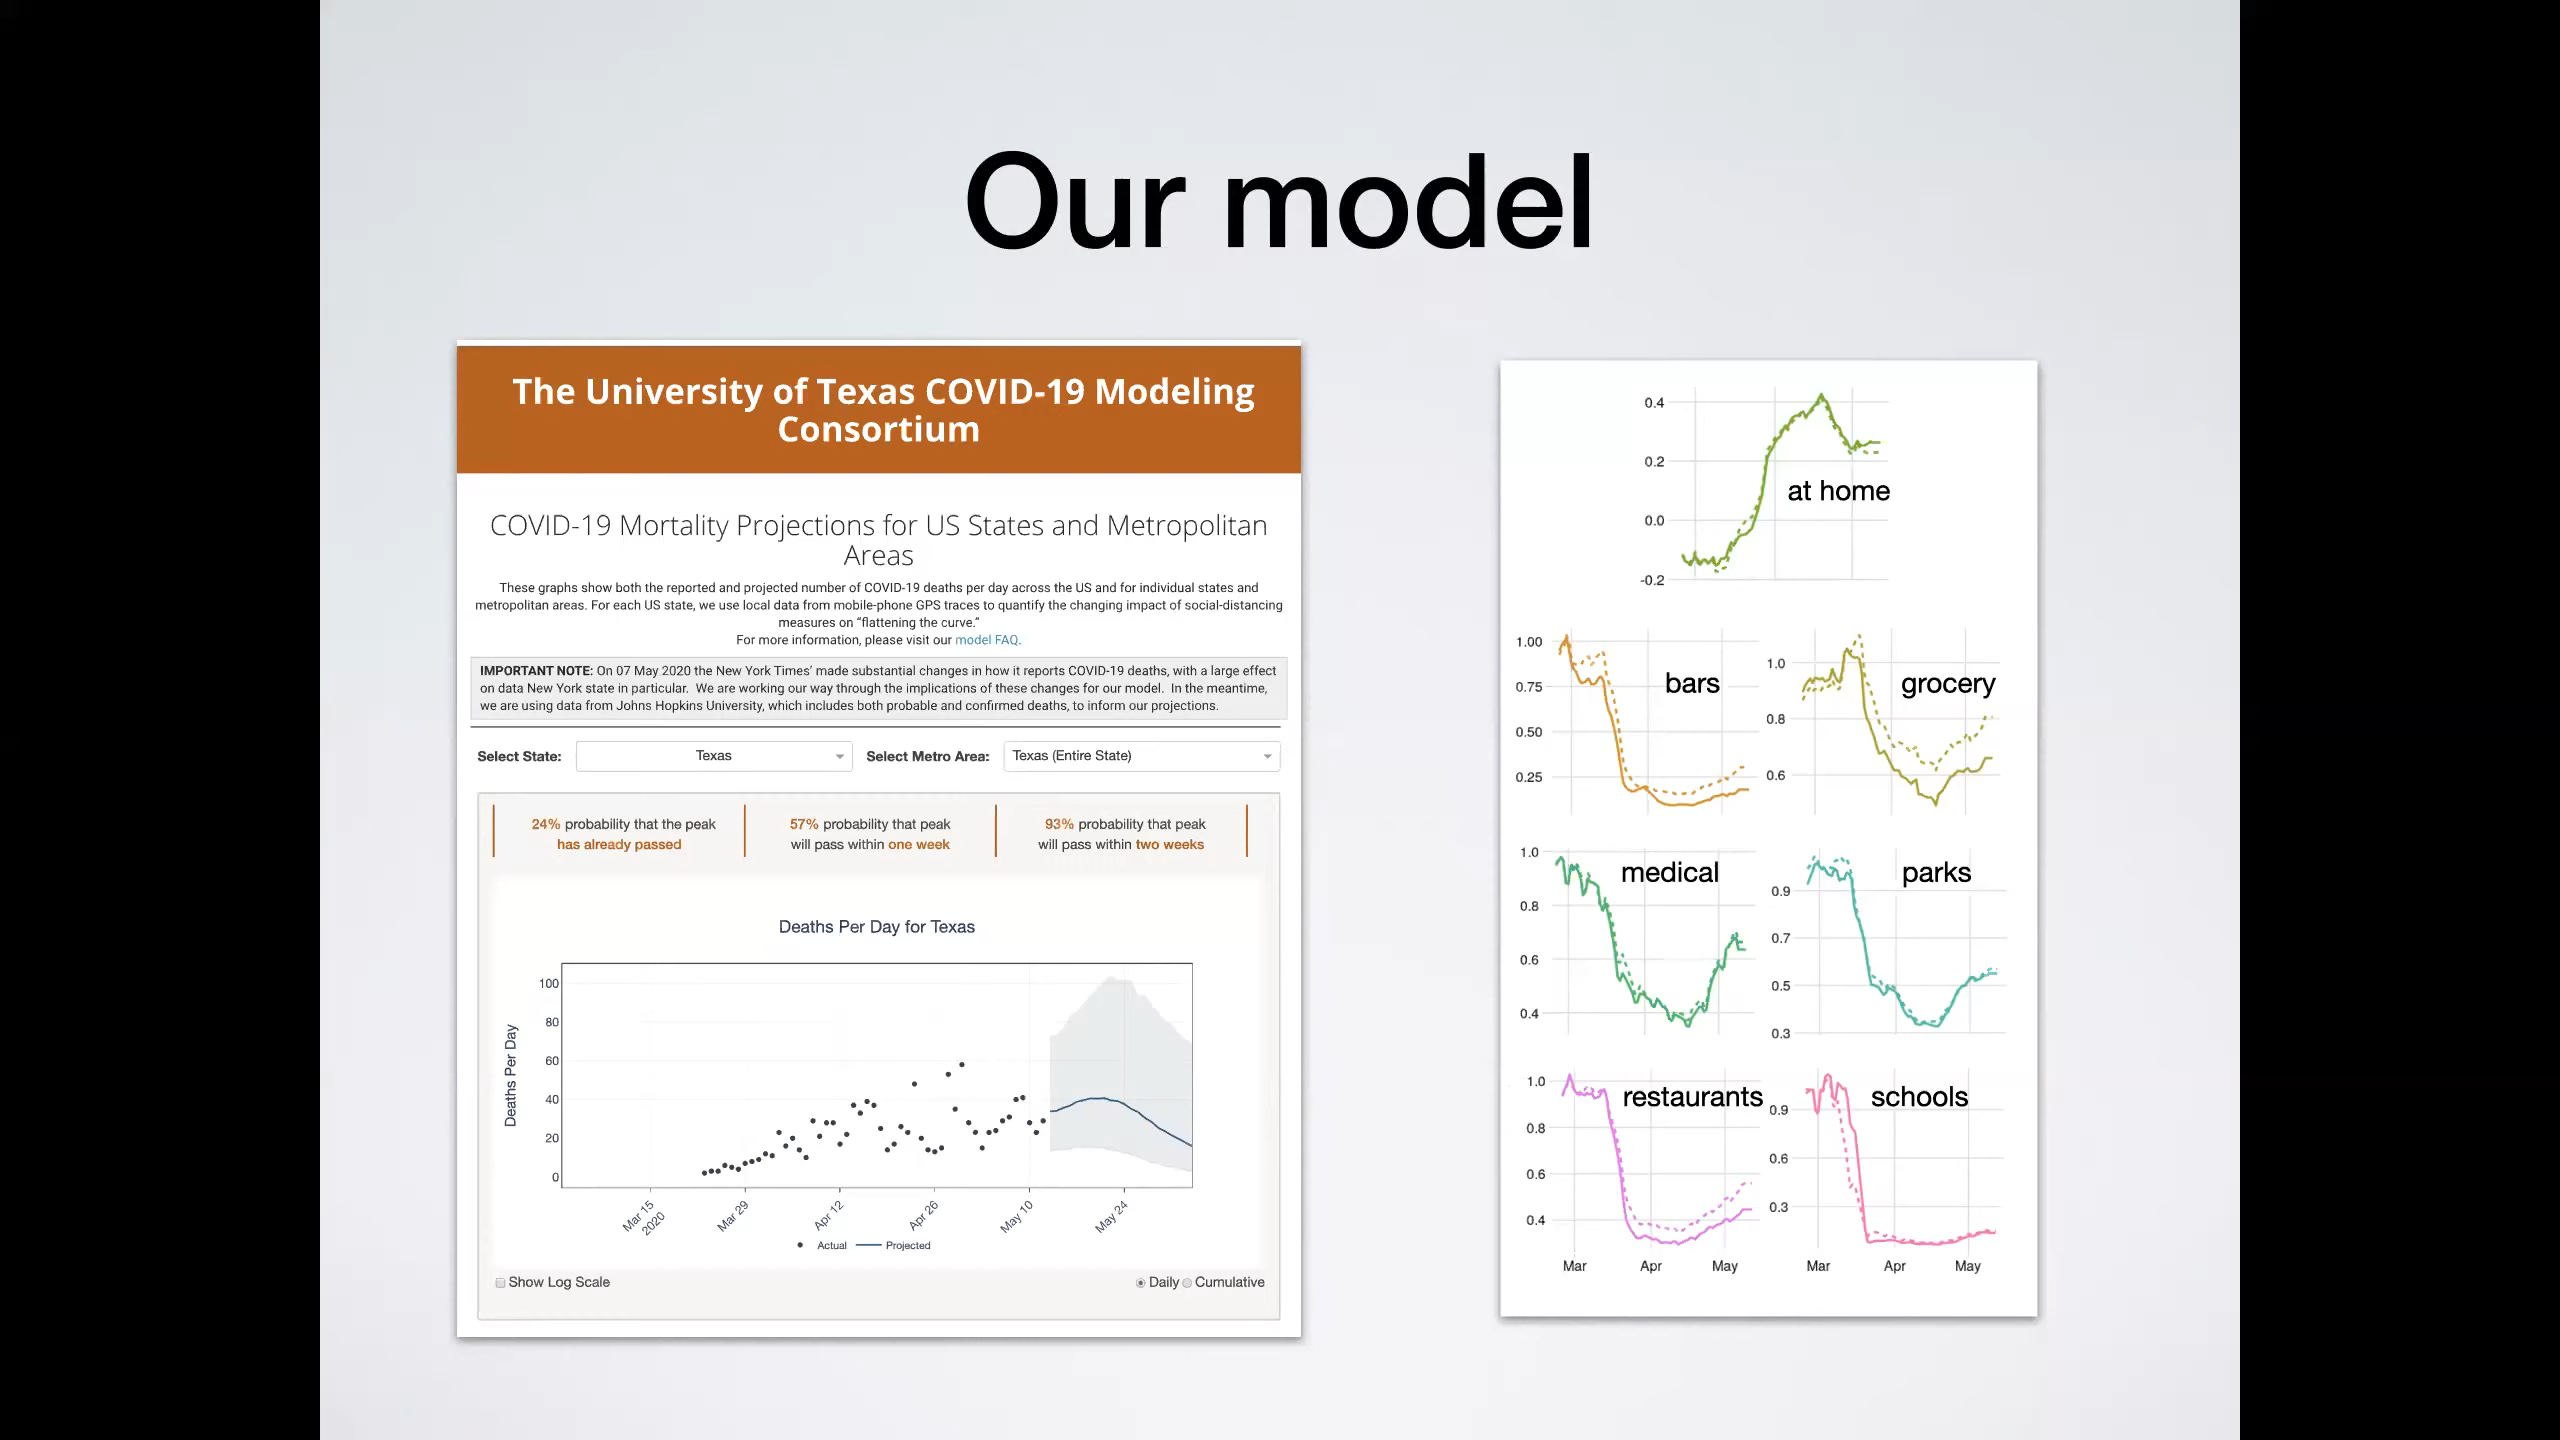 Our model
The University of Texas COVID-19 Modeling
Consortium
COVID-19 Mortality Projections for US States and Metropolitan
Areas
These graphs show both the reported and projected number of COVID-19 deaths per day across the US and for individual states and
metropolitan areas. For each US state, we use local data from mobile-phone GPS traces to quantify the changing impact of social-distancing
measures on “flattening the curve.”
For more information, please visit our model FAQ.
IMPORTANT NOTE: On 07 May 2020 the New York Times’ made substantial changes in how it reports COVID-19 deaths, with a large effect
on data New York state in particular. We are working our way through the implications of these changes for our model. In the meantime,
we are using data from Johns Hopkins University, which includes both probable and confirmed deaths, to inform our projections.
Select State: Texas Select Metro Area: Texas (Entire State)
24% probability that the peak
has already passed
57% probability that peak
will pass within one week
93% probability that peak
will pass within two weeks
Deaths Per Day for Texas
Deaths Per Day
100
80
60
40
20
0
Mar 15
2020
Mar 29
Apr 12
Apr 26
May 10
May 24
Actual Projected
Show Log Scale
Daily Cumulative
0.4
0.2
0.0
-0.2
at home
1.00
0.75
0.50
0.25
bars
1.0
0.8
0.6
grocery
1.0
0.8
0.6
0.4
medical
0.9
0.7
0.5
0.3
parks
1.0
0.8
0.6
0.4
restaurants
Mar Apr May
0.9
0.6
0.3
schools
Mar Apr May